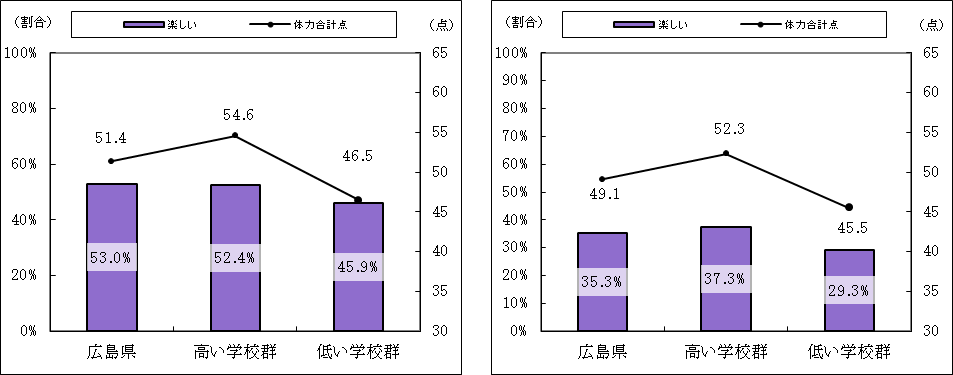 （割合） 楽しい 体力合計点 （点）
100% 65
60
80% 55
51.4 54.6
60% 46.5 50
40% 45
53.0% 52.4% 45.9% 40
20% 35
0% 30
広島県 高い学校群 低い学校群
（割合） 楽しい 体力合計点 （点）
100% 65
90% 60
80%
70% 52.3 55
60% 50
50% 49.1 45
40% 45.5
30% 40
35.3% 37.3% 29.3%
20% 35
10%
0% 30
広島県 高い学校群 低い学校群